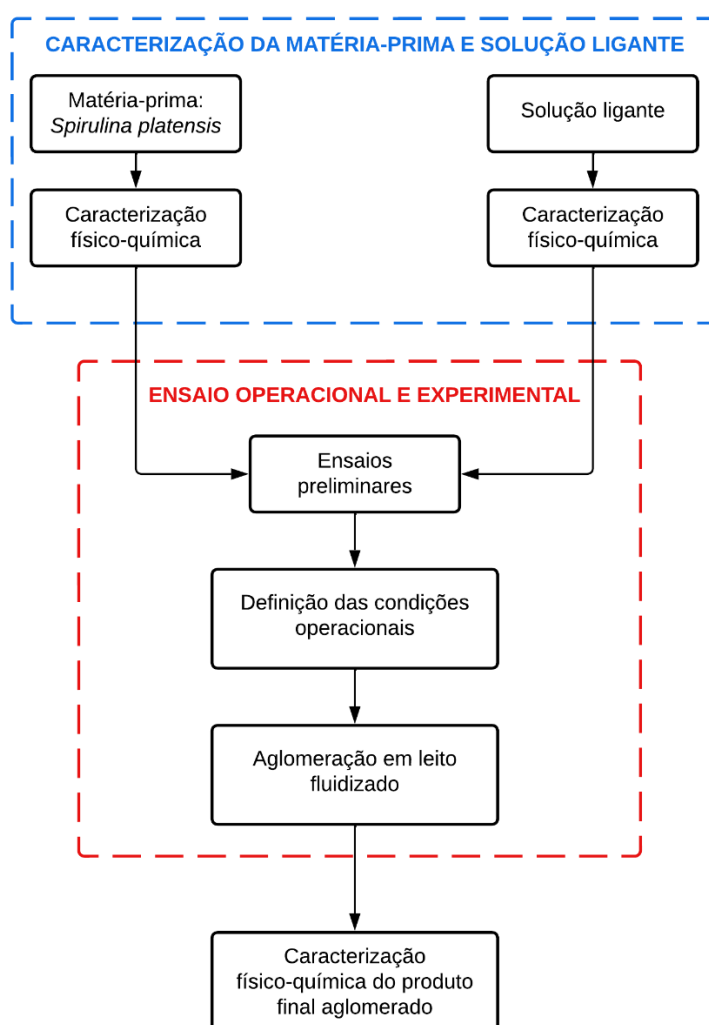 CARACTERIZAÇÃO DA MATÉRIA-PRIMA E SOLUÇÃO LIGANTE
Matéria-prima:
Spirulina platensis
Solução ligante
Caracterização
físico-química
Caracterização
físico-química
ENSAIO OPERACIONAL E EXPERIMENTAL
Ensaios
preliminares
Definição das condições
operacionais
Aglomeração em leito
fluidizado
Caracterização
físico-química do produto
final aglomerado